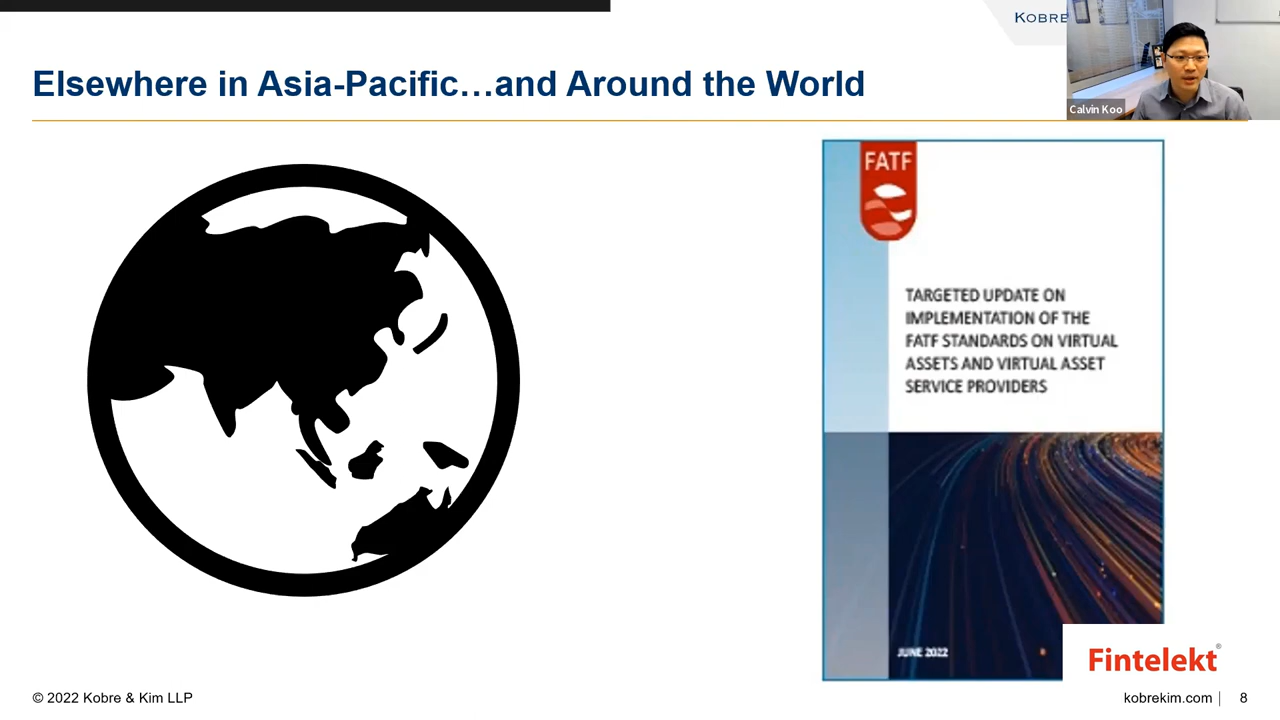 KOBRE
Elsewhere in Asia-Pacific…and Around the World
Calvin Koo
FATF
TARGETED UPDATE ON
IMPLEMENTATION OF THE
FATF STANDARDS ON VIRTUAL
ASSETS AND VIRTUAL ASSET
SERVICE PROVIDERS
JUNE 2022
Fintelekt®
© 2022 Kobre & Kim LLP
kobrekim.com | 8